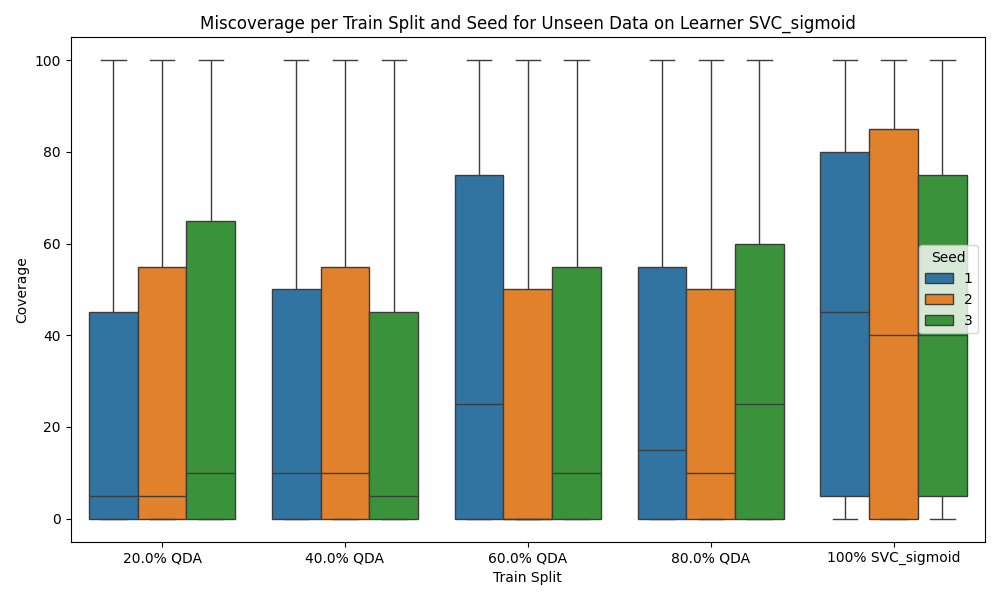 Miscoverage per Train Split and Seed for Unseen Data on Learner SVC_sigmoid
Coverage
100
80
60
40
20
0
Seed
1
2
3
20.0% QDA
40.0% QDA
60.0% QDA
80.0% QDA
100% SVC_sigmoid
Train Split